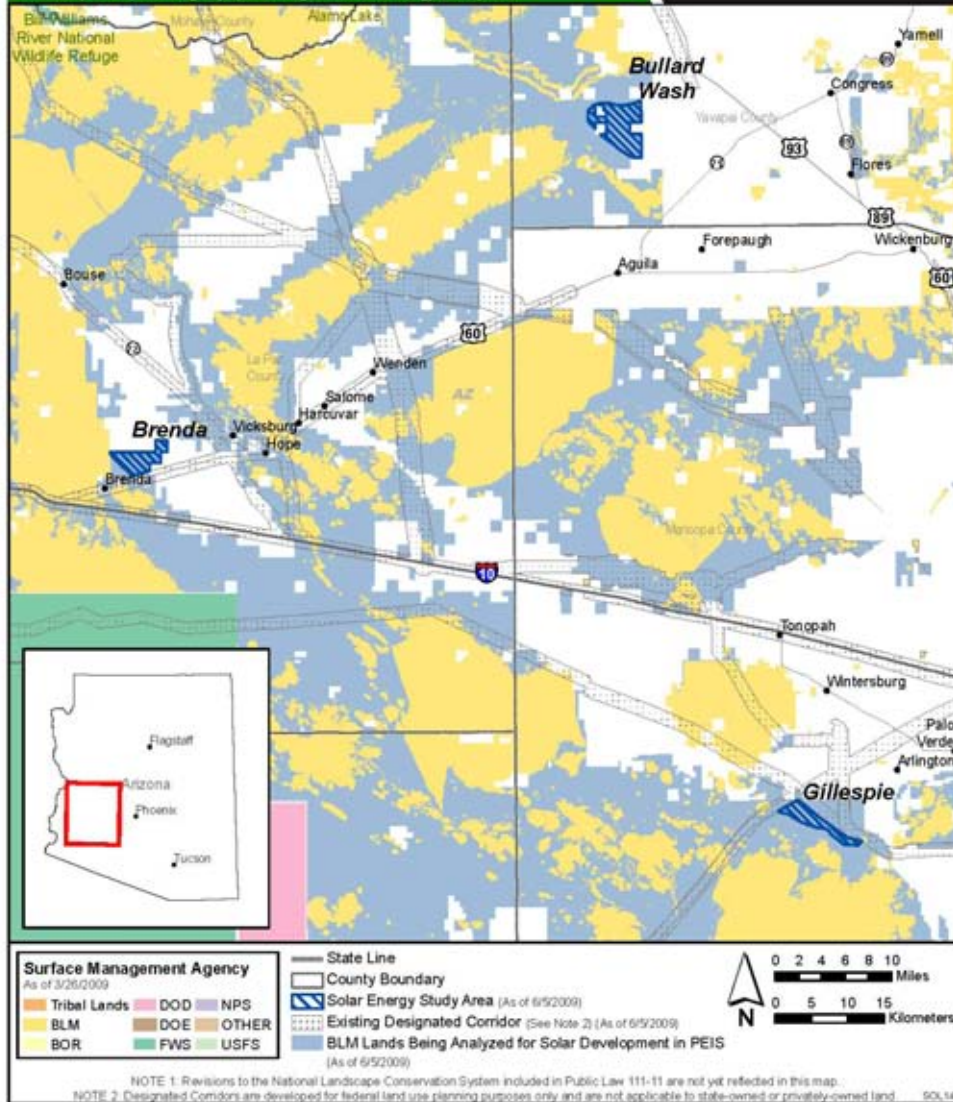 Bill Williams
River National
Wildlife Refuge
Mohave County
Alamo Lake
Yarnell
Bullard
Wash
Congress
Yavapai County
93
71
89
89
Flores
89
Forepaugh
Wickenburg
Aguila
60
Bouse
60
72
La Paz
County
Wenden
AZ
Salome
Harcuvar
Brenda
Vicksburg
Hope
Brenda
Maricopa County
10
Tonopah
Wintersburg
Palo
Verde
Arlington
Gillespie
Flagstaff
Arizona
Phoenix
Tucson
Surface Management Agency
As of 3/26/2009
Tribal Lands DOD NPS
BLM DOE OTHER
BOR FWS USFS
State Line
County Boundary
Solar Energy Study Area (As of 6/5/2009)
Existing Designated Corridor (See Note 2) (As of 6/5/2009)
BLM Lands Being Analyzed for Solar Development in PEIS
(As of 6/5/2009)
N
0 2 4 6 8 10
Miles
0 5 10 15
Kilometers
NOTE 1: Revisions to the National Landscape Conservation System included in Public Law 111-11 are not yet reflected in this map.
NOTE 2: Designated Corridors are developed for federal land use planning purposes only and are not applicable to state-owned or privately-owned land.